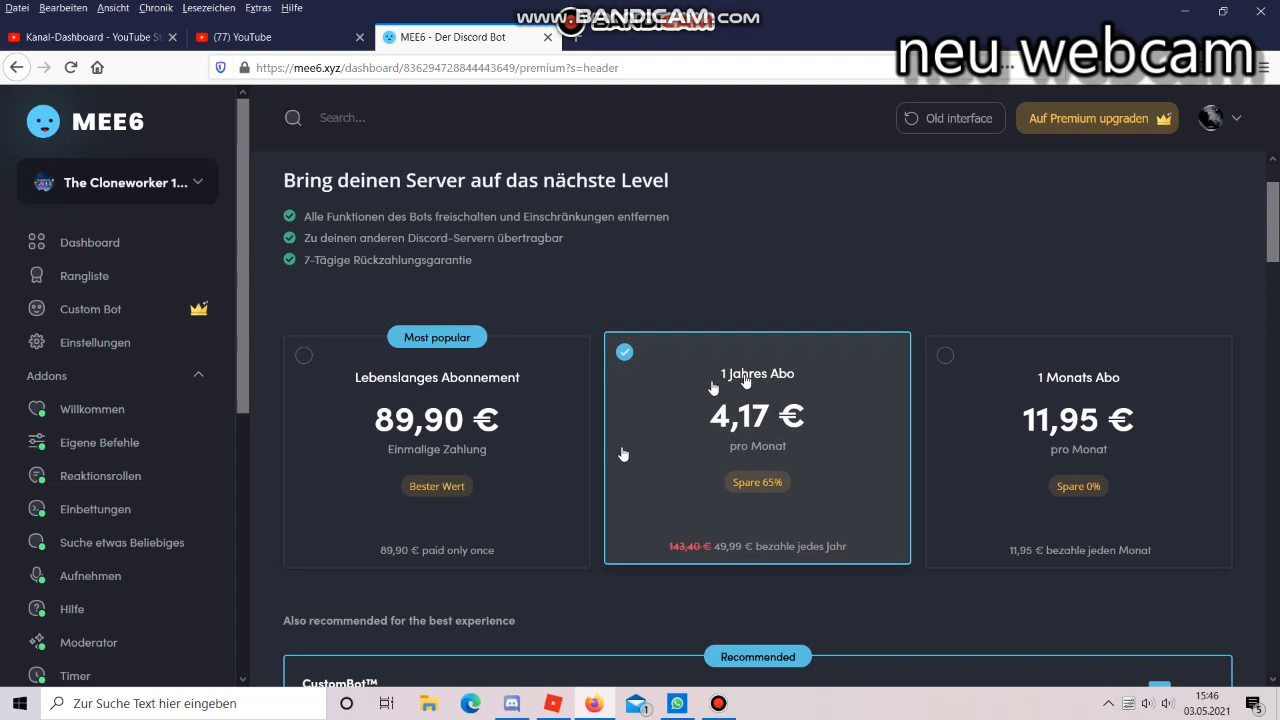 Datei Bearbeiten Ansicht Chronik Lesezeichen Extras Hilfe
www.BANDICAM.com
BANDICAM
Kanal-Dashboard - YouTube St
(77) YouTube
MEE6 - Der Discord Bot
neu webcam
https://mee6.xyz/dashboard/836294728844443649/premium?s=header
MEE6
Search...
Old interface
Auf Premium upgraden
The Cloneworker 1...
Bring deinen Server auf das nächste Level
Alle Funktionen des Bots freischalten und Einschränkungen entfernen
Zu deinen anderen Discord-Servern übertragbar
7-Tägige Rückzahlungsgarantie
Dashboard
Rangliste
Custom Bot
Einstellungen
Addons
Willkommen
Eigene Befehle
Reaktionsrollen
Einbettungen
Suche etwas Beliebiges
Aufnehmen
Hilfe
Moderator
Timer
Most popular
Lebenslanges Abonnement
89,90 €
Einmalige Zahlung
Bester Wert
89,90 € paid only once
1 Jahres Abo
4,17 €
pro Monat
Spare 65%
143,40 € 49,99 € bezahle jedes Jahr
1 Monats Abo
11,95 €
pro Monat
Spare 0%
11,95 € bezahle jeden Monat
Also recommended for the best experience
Recommended
CustomBot™
Zur Suche Text hier eingeben
1
15:46
03.05.2021
5